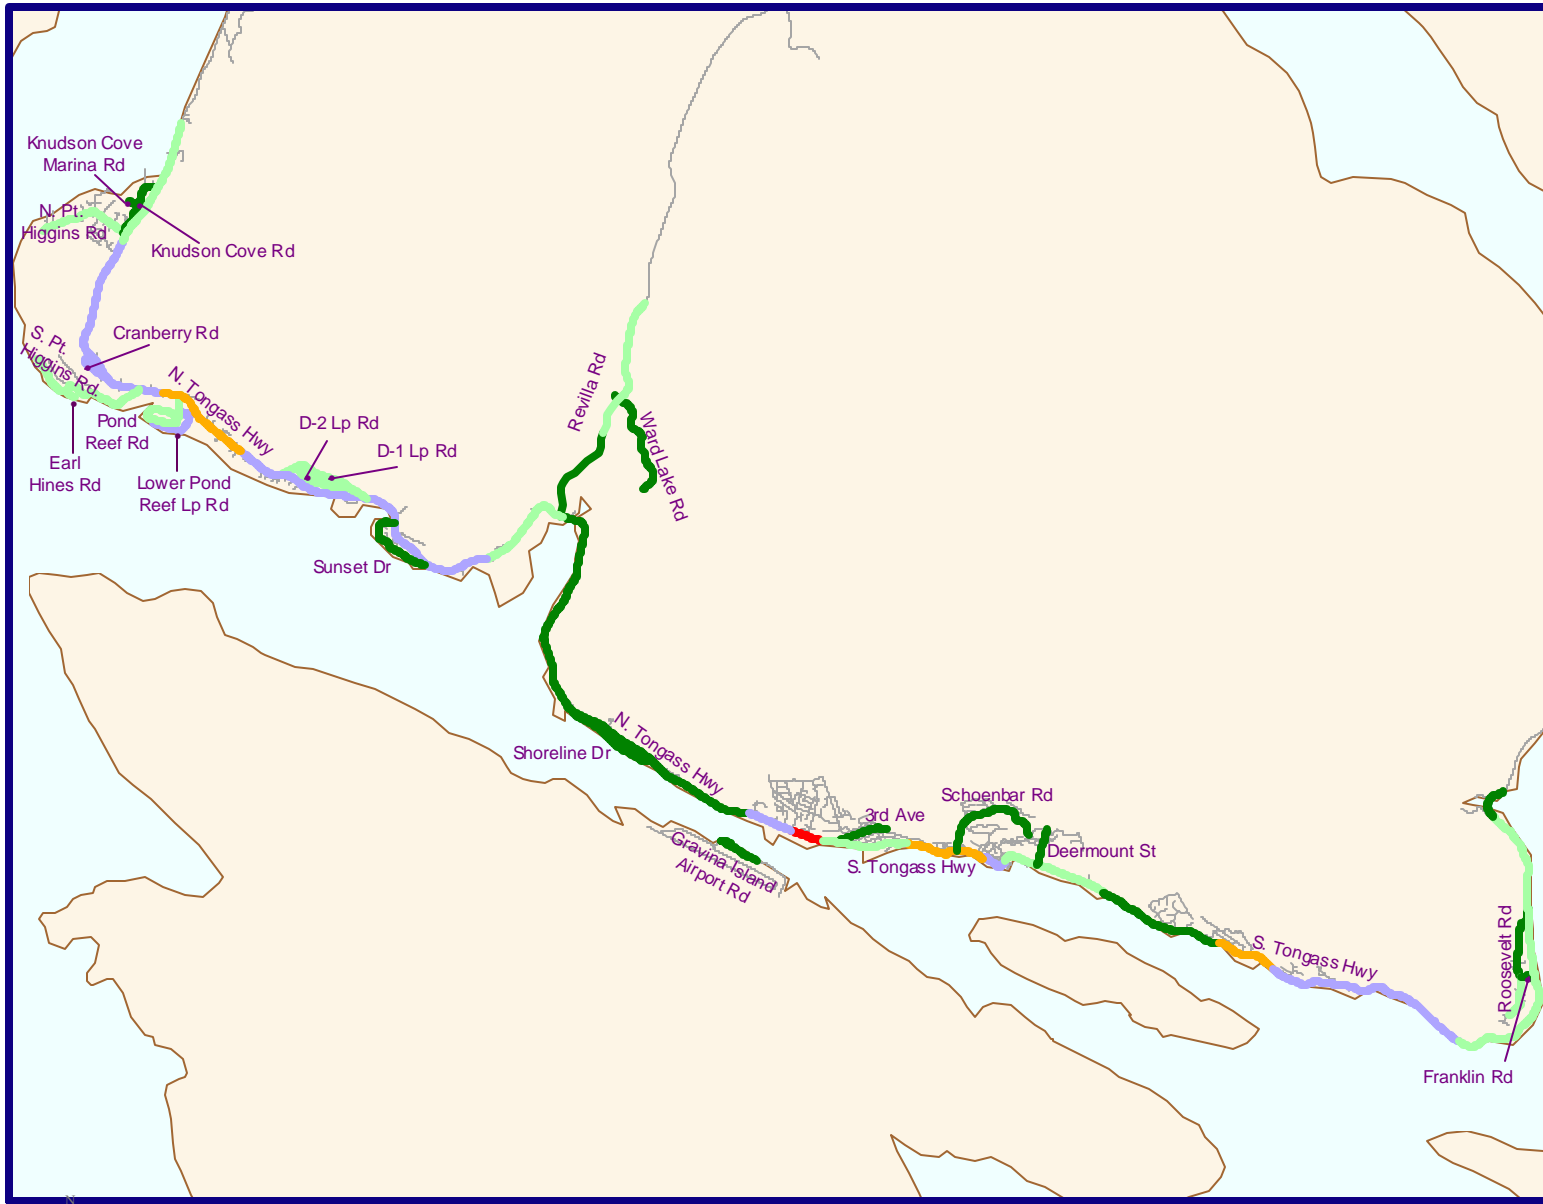 Knudson Cove
Marina Rd
N. Pt.
Higgins Rd
Knudson Cove Rd
Cranberry Rd
S. Pt.
Higgins Rd.
N. Tongass Hwy
Pond
Reef Rd
Earl
Hines Rd
Lower Pond
Reef Lp Rd
D-2 Lp Rd
D-1 Lp Rd
Revilla Rd
Ward Lake Rd
Sunset Dr
Shoreline Dr
N. Tongass Hwy
3rd Ave
Schoenbar Rd
Deermount St
S. Tongass Hwy
Gravina Island
Airport Rd
S. Tongass Hwy
Roosevelt Rd
Franklin Rd
N